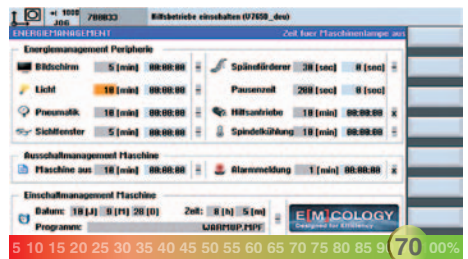 1000
JOG 788833 Hilfsbetriebe einschalten (U7650_deu)
ENERGIEMANAGEMENT Zeit fuer Maschinenlampe aus
Energiemanagement Peripherie
Bildschirm 5 [min] 00:00:00 Späneförderer 30 [sec] 0 [sec]
Licht 10 [min] 00:00:00 Pausenzeit 200 [sec] 0 [sec]
Pneumatik 10 [min] 00:00:00 Hilfsantriebe 10 [min] 00:00:00 x
Sichtfenster 5 [min] 00:00:00 Spindelkühlung 10 [min] 00:00:00
Ausschaltmanagement Maschine
Maschine aus 10 [min] 00:00:00 Alarmmeldung 1 [min] 00:00:00 x
Einschaltmanagement Maschine
Datum: 10 [J] 9 [M] 20 [D] Zeit: 8 [h] 5 [m]
Programm: WARMUP.MPF
E[M]COLOGY
Designed for Efficiency
5 10 15 20 25 30 35 40 45 50 55 60 65 70 75 80 85 9 70 00%